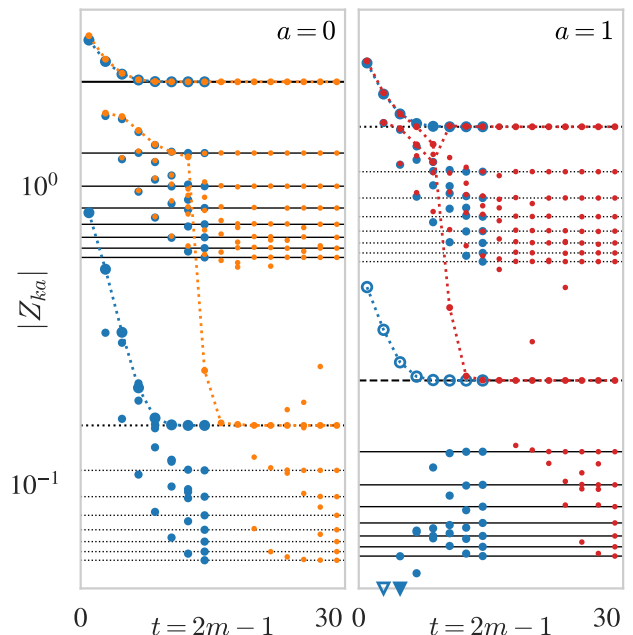 a = 0
a = 1
|Z_{ka}|
10^0
10^{-1}
0 30 0 30
t = 2m − 1 t = 2m − 1